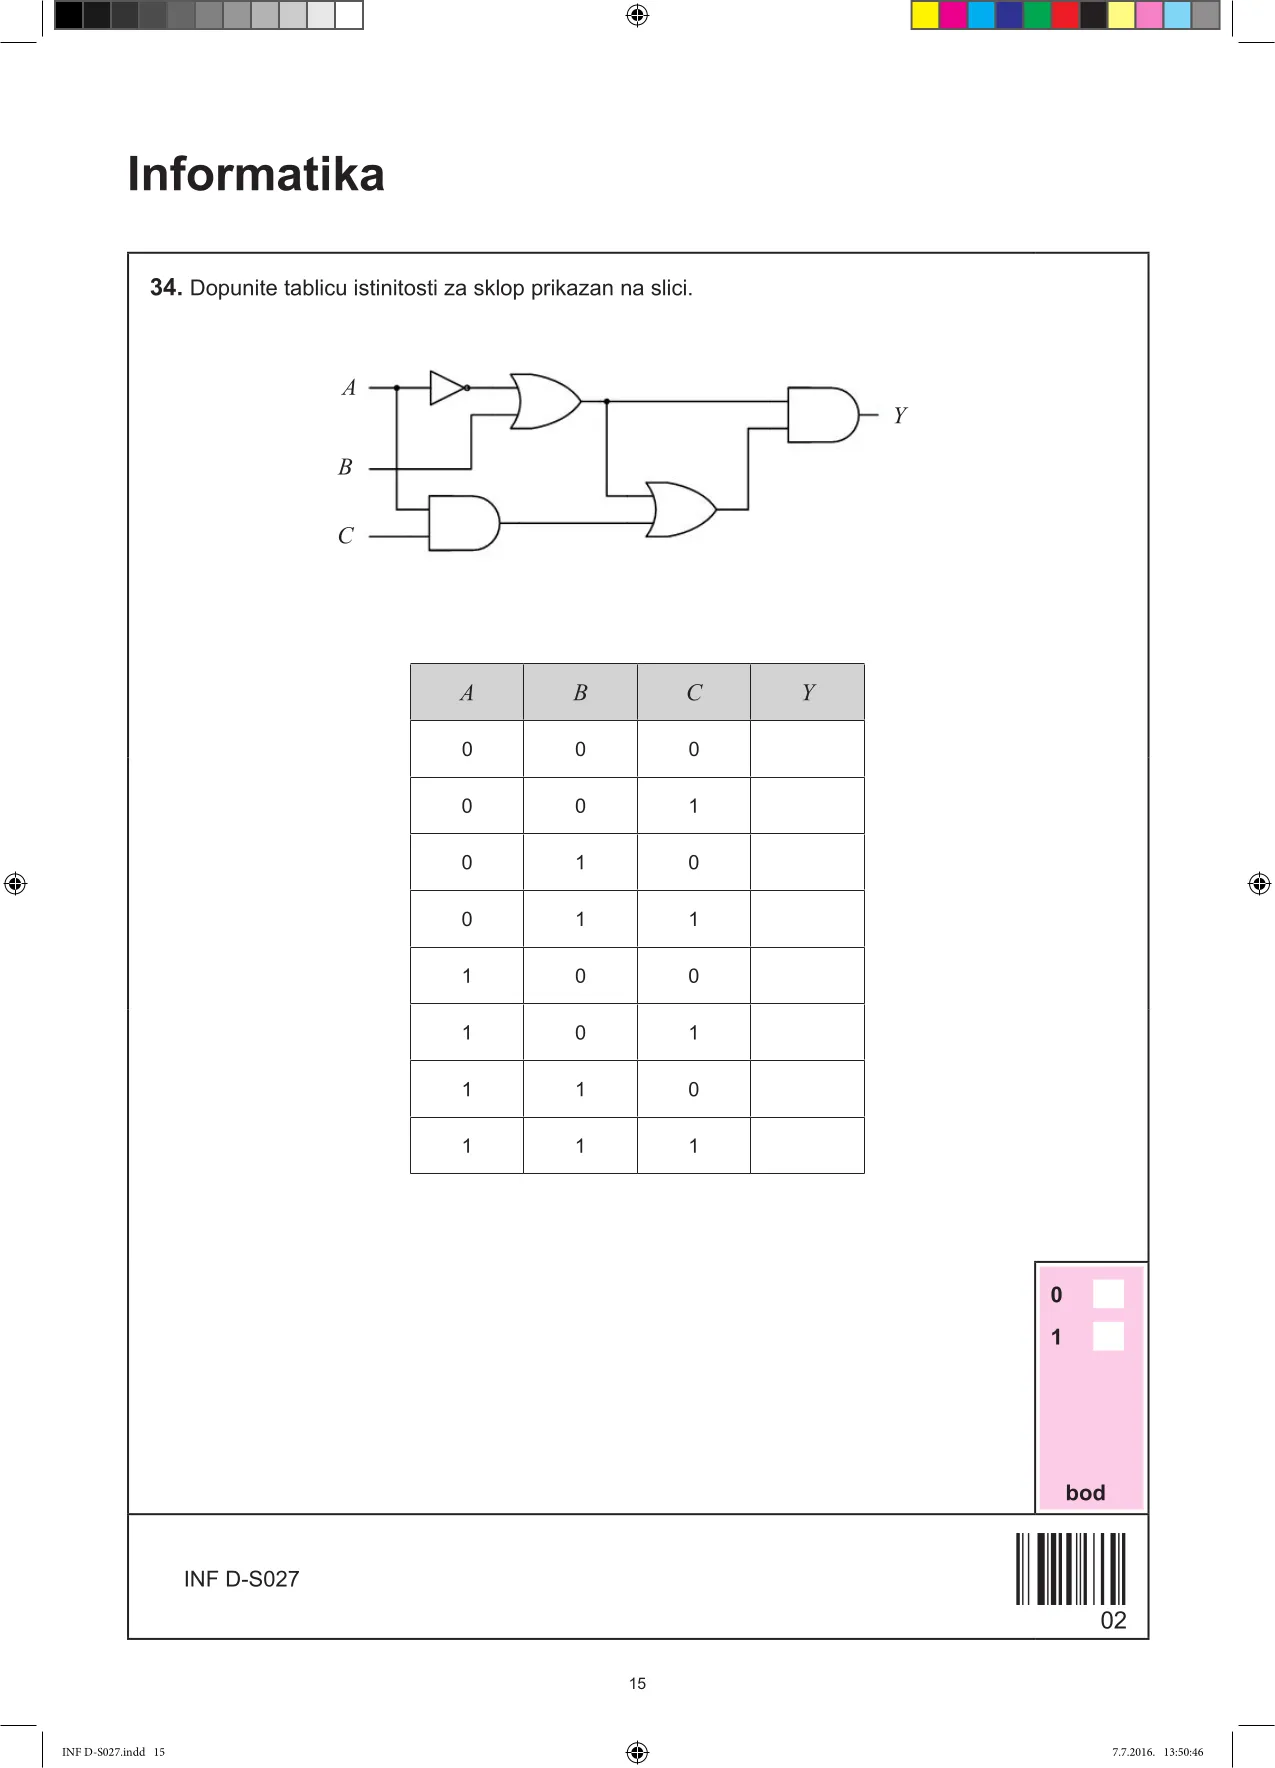 Informatika
34. Dopunite tablicu istinitosti za sklop prikazan na slici.
A
B
C
Y
A B C Y
0 0 0
0 0 1
0 1 0
0 1 1
1 0 0
1 0 1
1 1 0
1 1 1
0
1
bod
INF D-S027
02
15
INF D-S027.indd 15
7.7.2016. 13:50:46